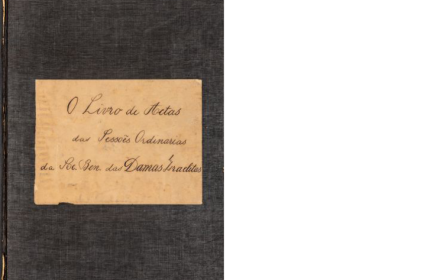 O Livro de Actas
das Sessões Ordinarias
da Soc. Ben. das Damas Israelitas